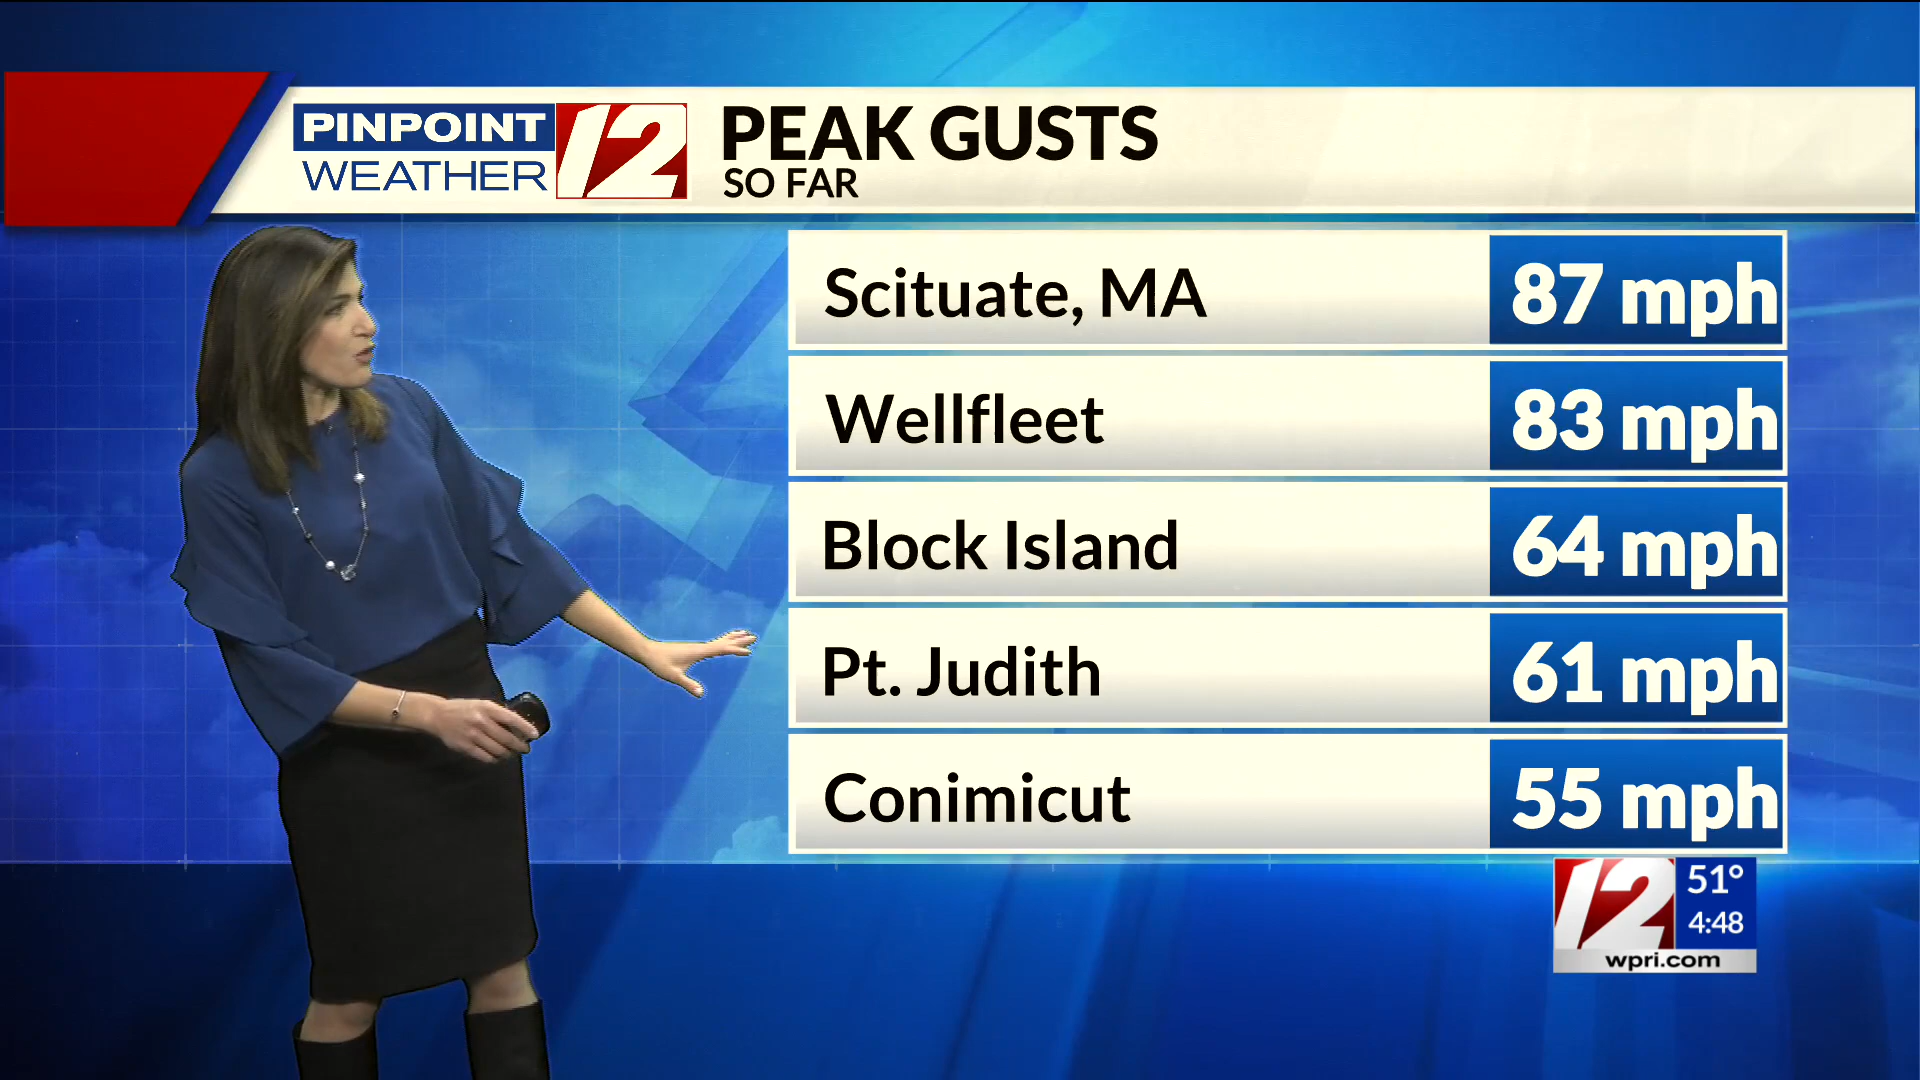 PINPOINT
WEATHER
12
PEAK GUSTS
SO FAR
Scituate, MA 87 mph
Wellfleet 83 mph
Block Island 64 mph
Pt. Judith 61 mph
Conimicut 55 mph
12
51°
4:48
wpri.com